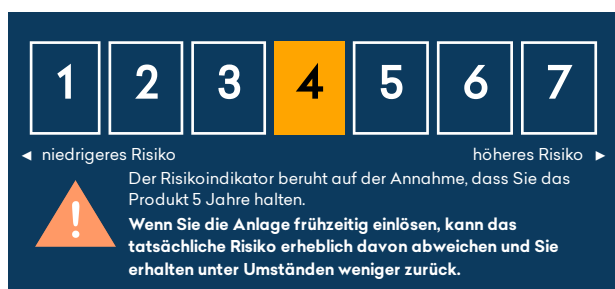 1 2 3 4 5 6 7
◄ niedrigeres Risiko höheres Risiko ►
Der Risikoindikator beruht auf der Annahme, dass Sie das
Produkt 5 Jahre halten.
Wenn Sie die Anlage frühzeitig einlösen, kann das
tatsächliche Risiko erheblich davon abweichen und Sie
erhalten unter Umständen weniger zurück.